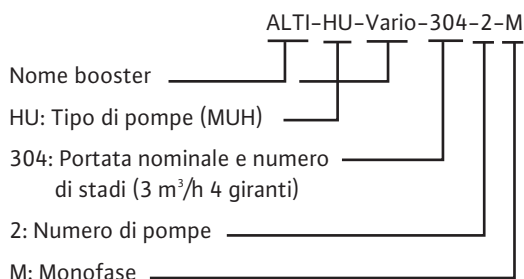 ALTI-HU-Vario-304-2-M
Nome booster
HU: Tipo di pompe (MUH)
304: Portata nominale e numero
di stadi (3 m³/h 4 giranti)
2: Numero di pompe
M: Monofase